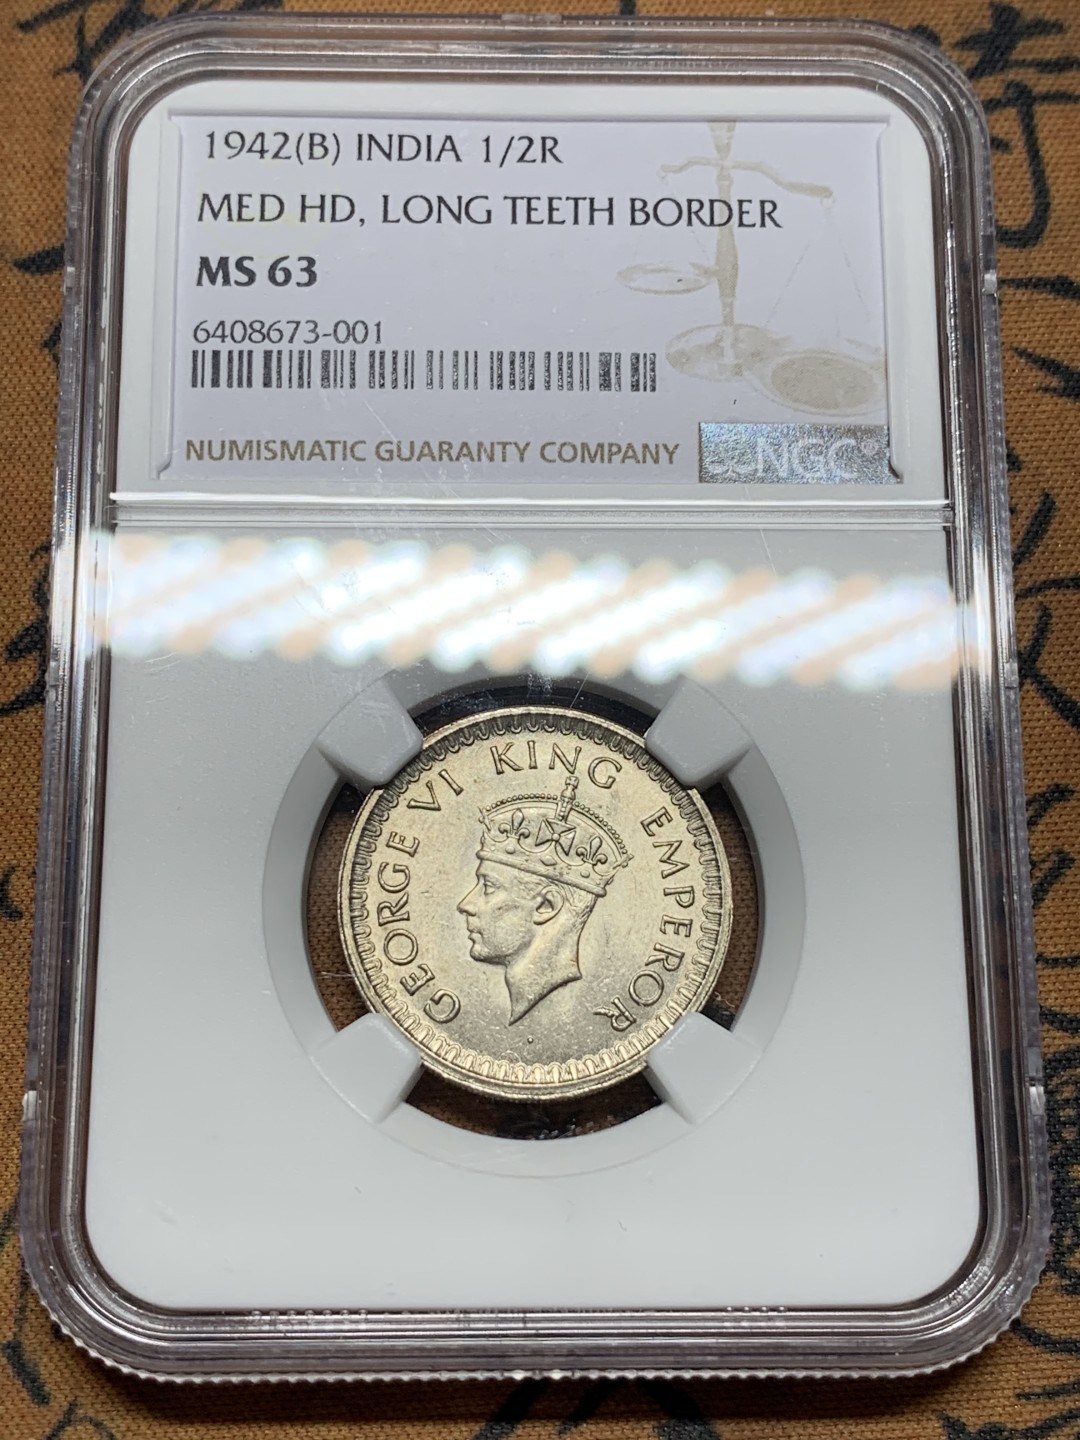 1942(B) INDIA 1/2R
MED HD, LONG TEETH BORDER
MS 63
6408673-001
NUMISMATIC GUARANTY COMPANY
NGC
GEORGE VI KING EMPEROR